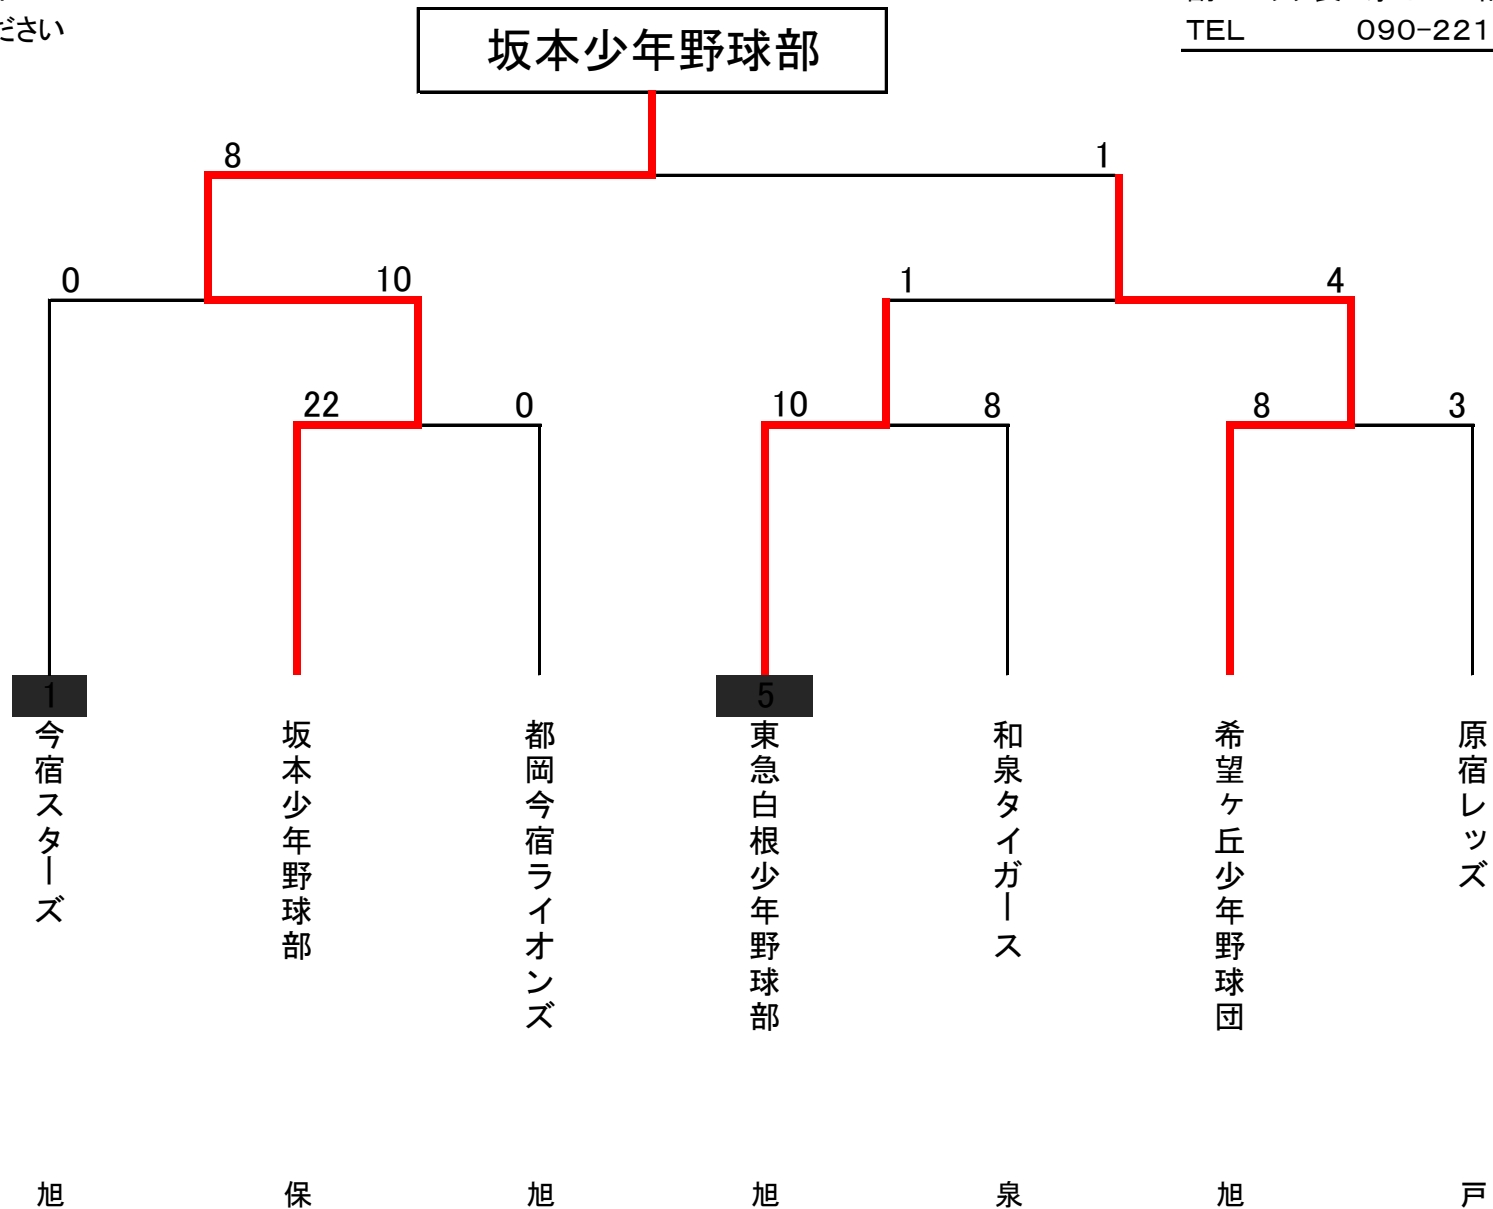 ださい
坂本少年野球部
TEL 090-221
8 1
0 10 1 4
22 0 10 8 8 3
1 5
今宿スターズ
坂本少年野球部
都岡今宿ライオンズ
東急白根少年野球部
和泉タイガース
希望ヶ丘少年野球団
原宿レッズ
旭 保 旭 旭 泉 旭 戸